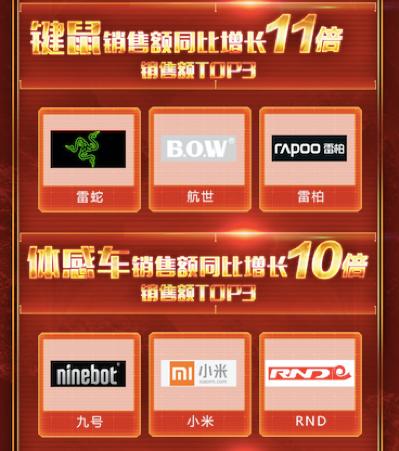 键鼠销售额同比增长11倍
销售额TOP3
B.O.W
rapoo 雷柏
雷蛇
航世
雷柏
体感车销售额同比增长10倍
销售额TOP3
ninebot
mi 小米
xiaomi.com
RND
九号
小米
RND